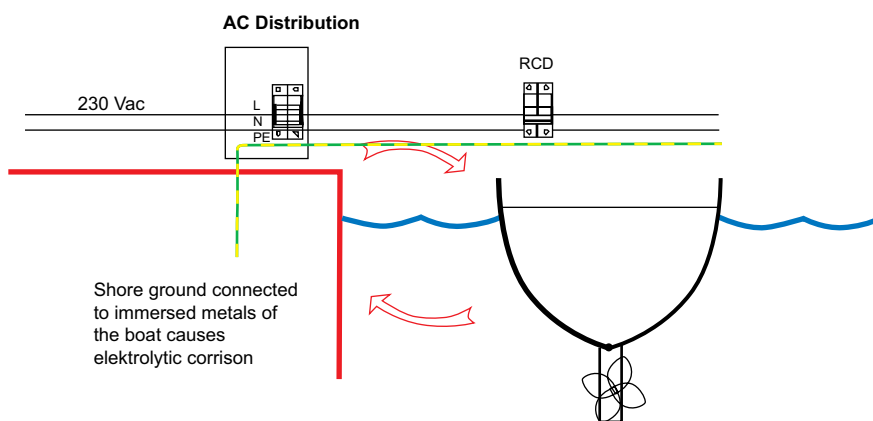 AC Distribution
RCD
230 Vac
L
N
PE
Shore ground connected
to immersed metals of
the boat causes
elektrolytic corrison